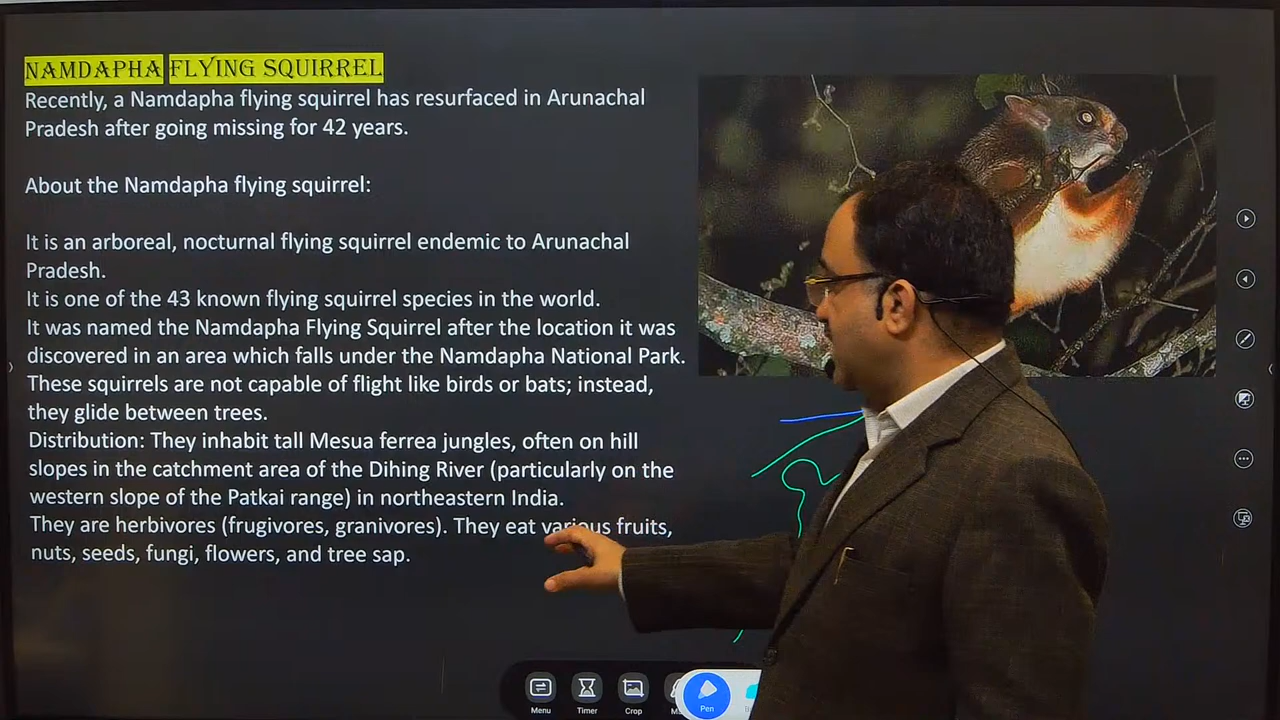 NAMDAPHA FLYING SQUIRREL
Recently, a Namdapha flying squirrel has resurfaced in Arunachal
Pradesh after going missing for 42 years.
About the Namdapha flying squirrel:
It is an arboreal, nocturnal flying squirrel endemic to Arunachal
Pradesh.
It is one of the 43 known flying squirrel species in the world.
It was named the Namdapha Flying Squirrel after the location it was
discovered in an area which falls under the Namdapha National Park.
These squirrels are not capable of flight like birds or bats; instead,
they glide between trees.
Distribution: They inhabit tall Mesua ferrea jungles, often on hill
slopes in the catchment area of the Dihing River (particularly on the
western slope of the Patkai range) in northeastern India.
They are herbivores (frugivores, granivores). They eat various fruits,
nuts, seeds, fungi, flowers, and tree sap.
Menu Timer Crop Pen